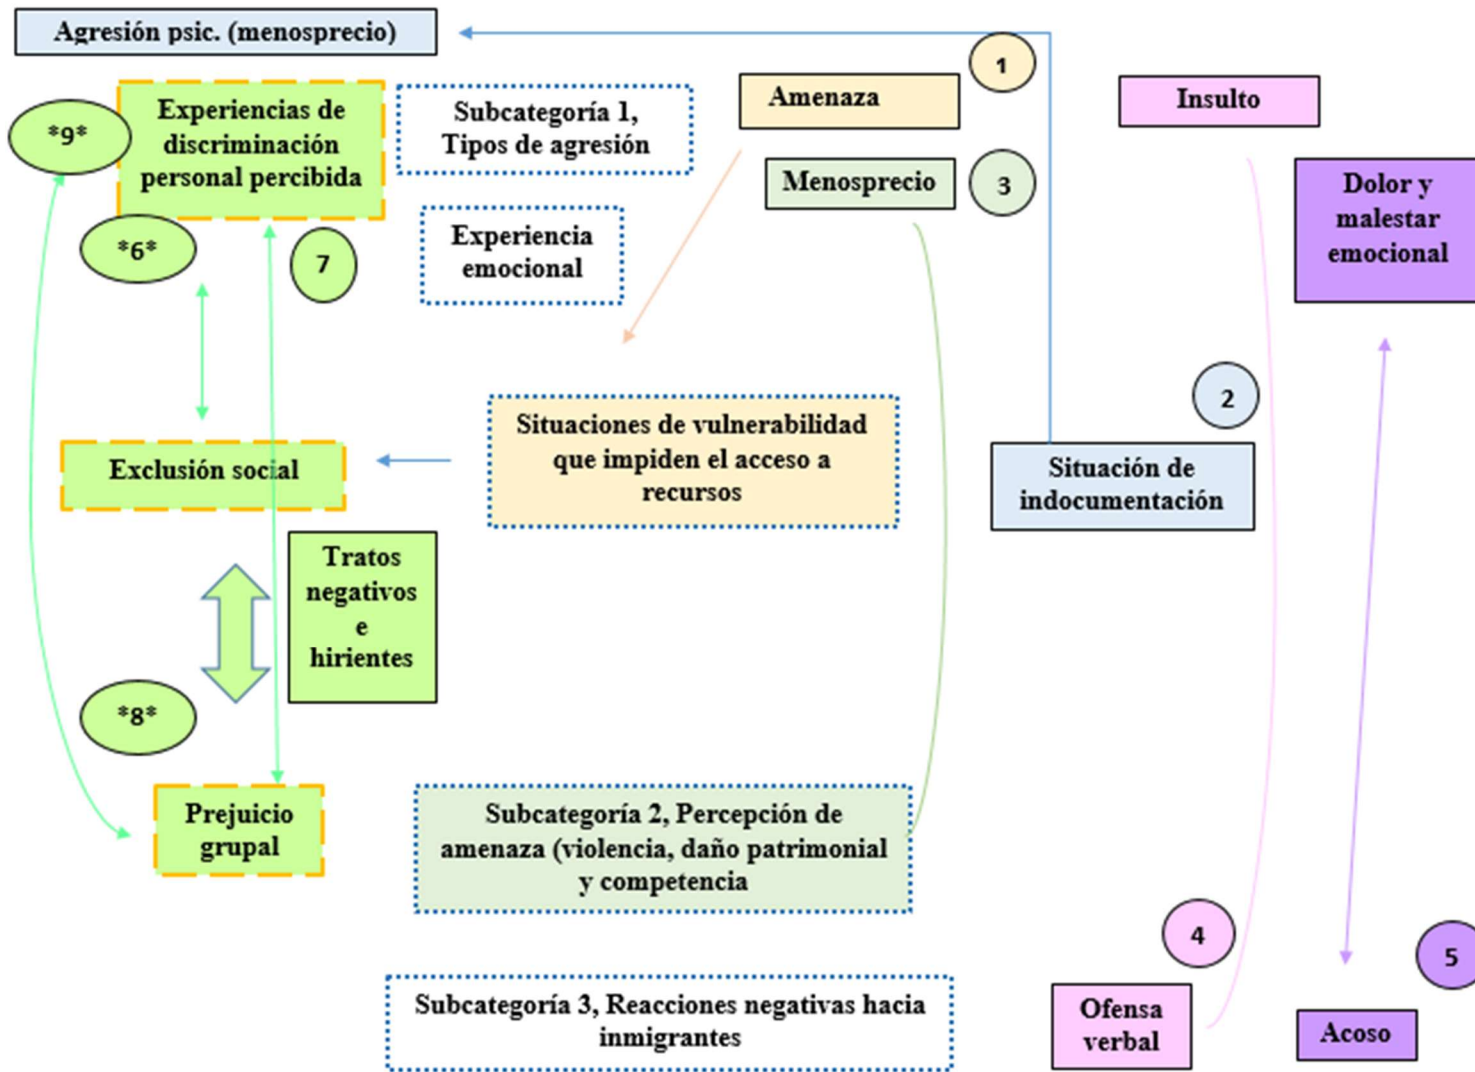 Agresión psic. (menosprecio)
1
Amenaza
Insulto
*9*
Experiencias de
discriminación
personal percibida
Subcategoría 1,
Tipos de agresión
Menosprecio
3
Dolor y
malestar
emocional
*6*
7
Experiencia
emocional
2
Situaciones de vulnerabilidad
que impiden el acceso a
recursos
Exclusión social
Situación de
indocumentación
Tratos
negativos
e
hirientes
*8*
Prejuicio
grupal
Subcategoría 2, Percepción de
amenaza (violencia, daño patrimonial
y competencia
4
5
Subcategoría 3, Reacciones negativas hacia
inmigrantes
Ofensa
verbal
Acoso